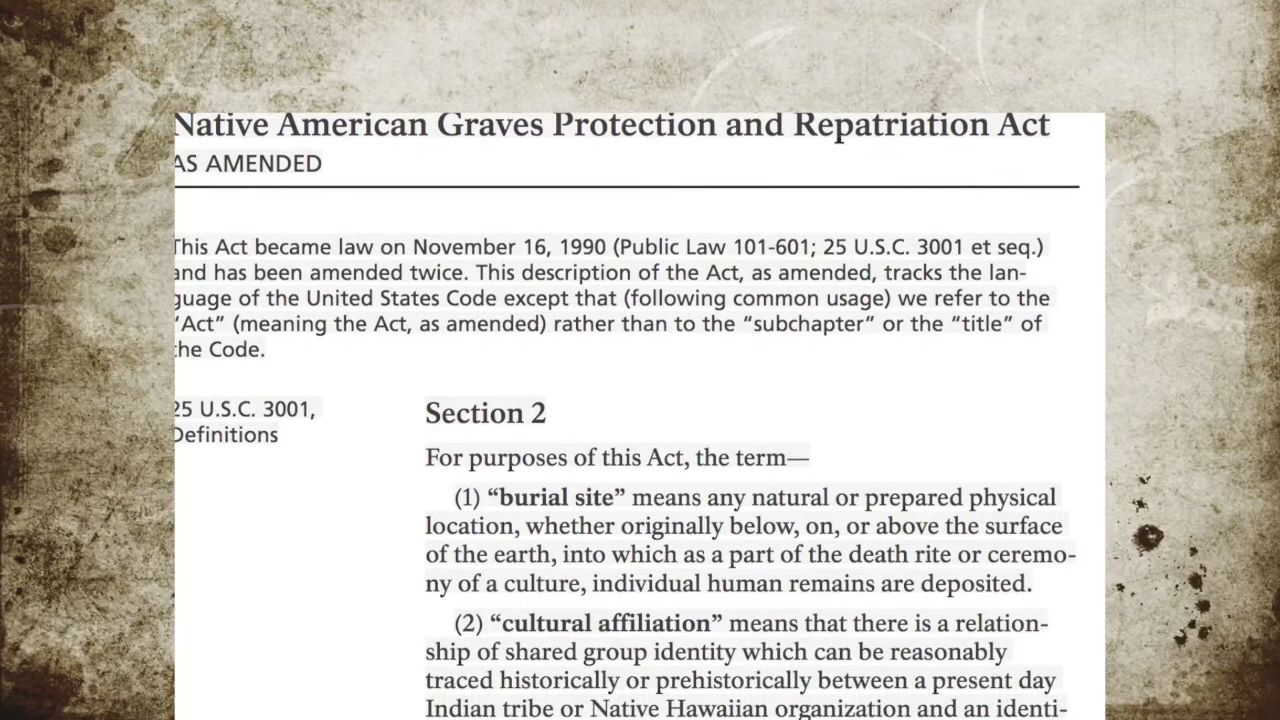 Native American Graves Protection and Repatriation Act
AS AMENDED
This Act became law on November 16, 1990 (Public Law 101-601; 25 U.S.C. 3001 et seq.)
and has been amended twice. This description of the Act, as amended, tracks the lan-
guage of the United States Code except that (following common usage) we refer to the
“Act” (meaning the Act, as amended) rather than to the “subchapter” or the “title” of
the Code.
25 U.S.C. 3001,
Definitions
Section 2
For purposes of this Act, the term—
(1) “burial site” means any natural or prepared physical
location, whether originally below, on, or above the surface
of the earth, into which as a part of the death rite or ceremo-
ny of a culture, individual human remains are deposited.
(2) “cultural affiliation” means that there is a relation-
ship of shared group identity which can be reasonably
traced historically or prehistorically between a present day
Indian tribe or Native Hawaiian organization and an identi-